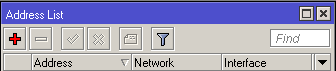 Address List
Find
Address Network Interface